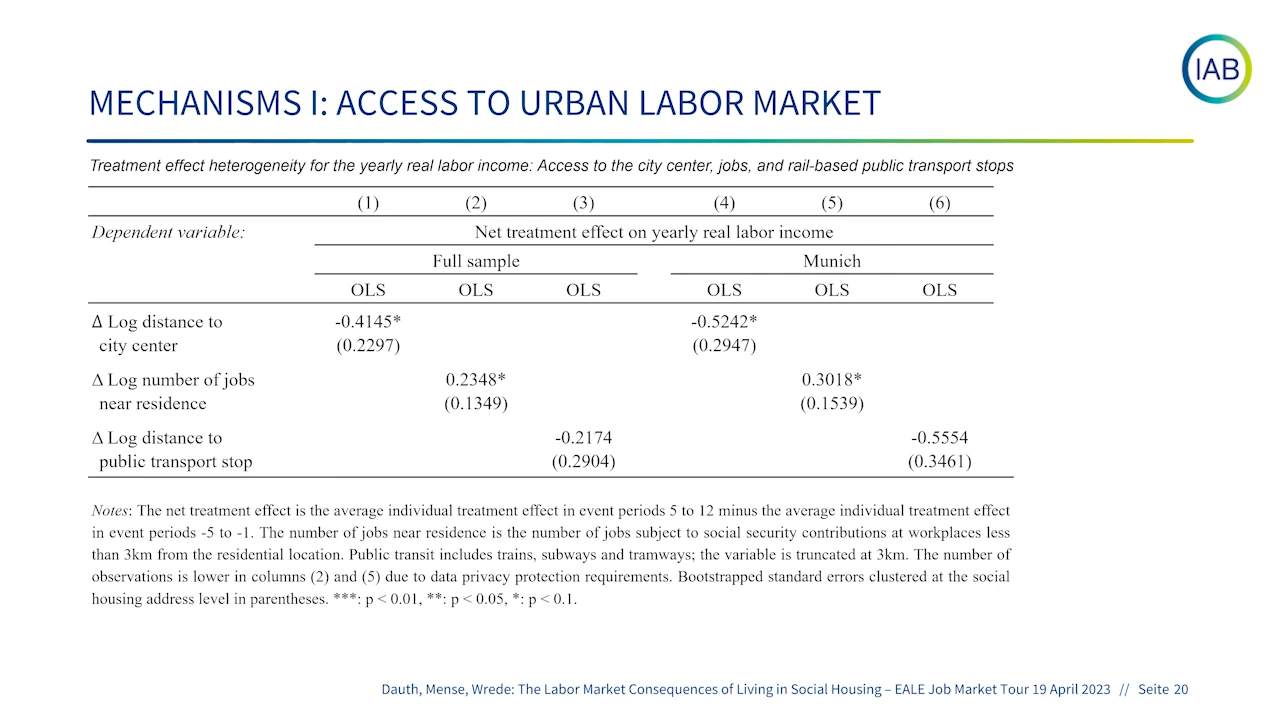 IAB
MECHANISMS I: ACCESS TO URBAN LABOR MARKET
Treatment effect heterogeneity for the yearly real labor income: Access to the city center, jobs, and rail-based public transport stops
(1) (2) (3) (4) (5) (6)
Dependent variable: Net treatment effect on yearly real labor income
Full sample Munich
OLS OLS OLS OLS OLS OLS
Δ Log distance to -0.4145* -0.5242*
city center (0.2297) (0.2947)
Δ Log number of jobs 0.2348* 0.3018*
near residence (0.1349) (0.1539)
Δ Log distance to -0.2174 -0.5554
public transport stop (0.2904) (0.3461)
Notes: The net treatment effect is the average individual treatment effect in event periods 5 to 12 minus the average individual treatment effect
in event periods -5 to -1. The number of jobs near residence is the number of jobs subject to social security contributions at workplaces less
than 3km from the residential location. Public transit includes trains, subways and tramways; the variable is truncated at 3km. The number of
observations is lower in columns (2) and (5) due to data privacy protection requirements. Bootstrapped standard errors clustered at the social
housing address level in parentheses. ***: p < 0.01, **: p < 0.05, *: p < 0.1.
Dauth, Mense, Wrede: The Labor Market Consequences of Living in Social Housing – EALE Job Market Tour 19 April 2023 // Seite 20